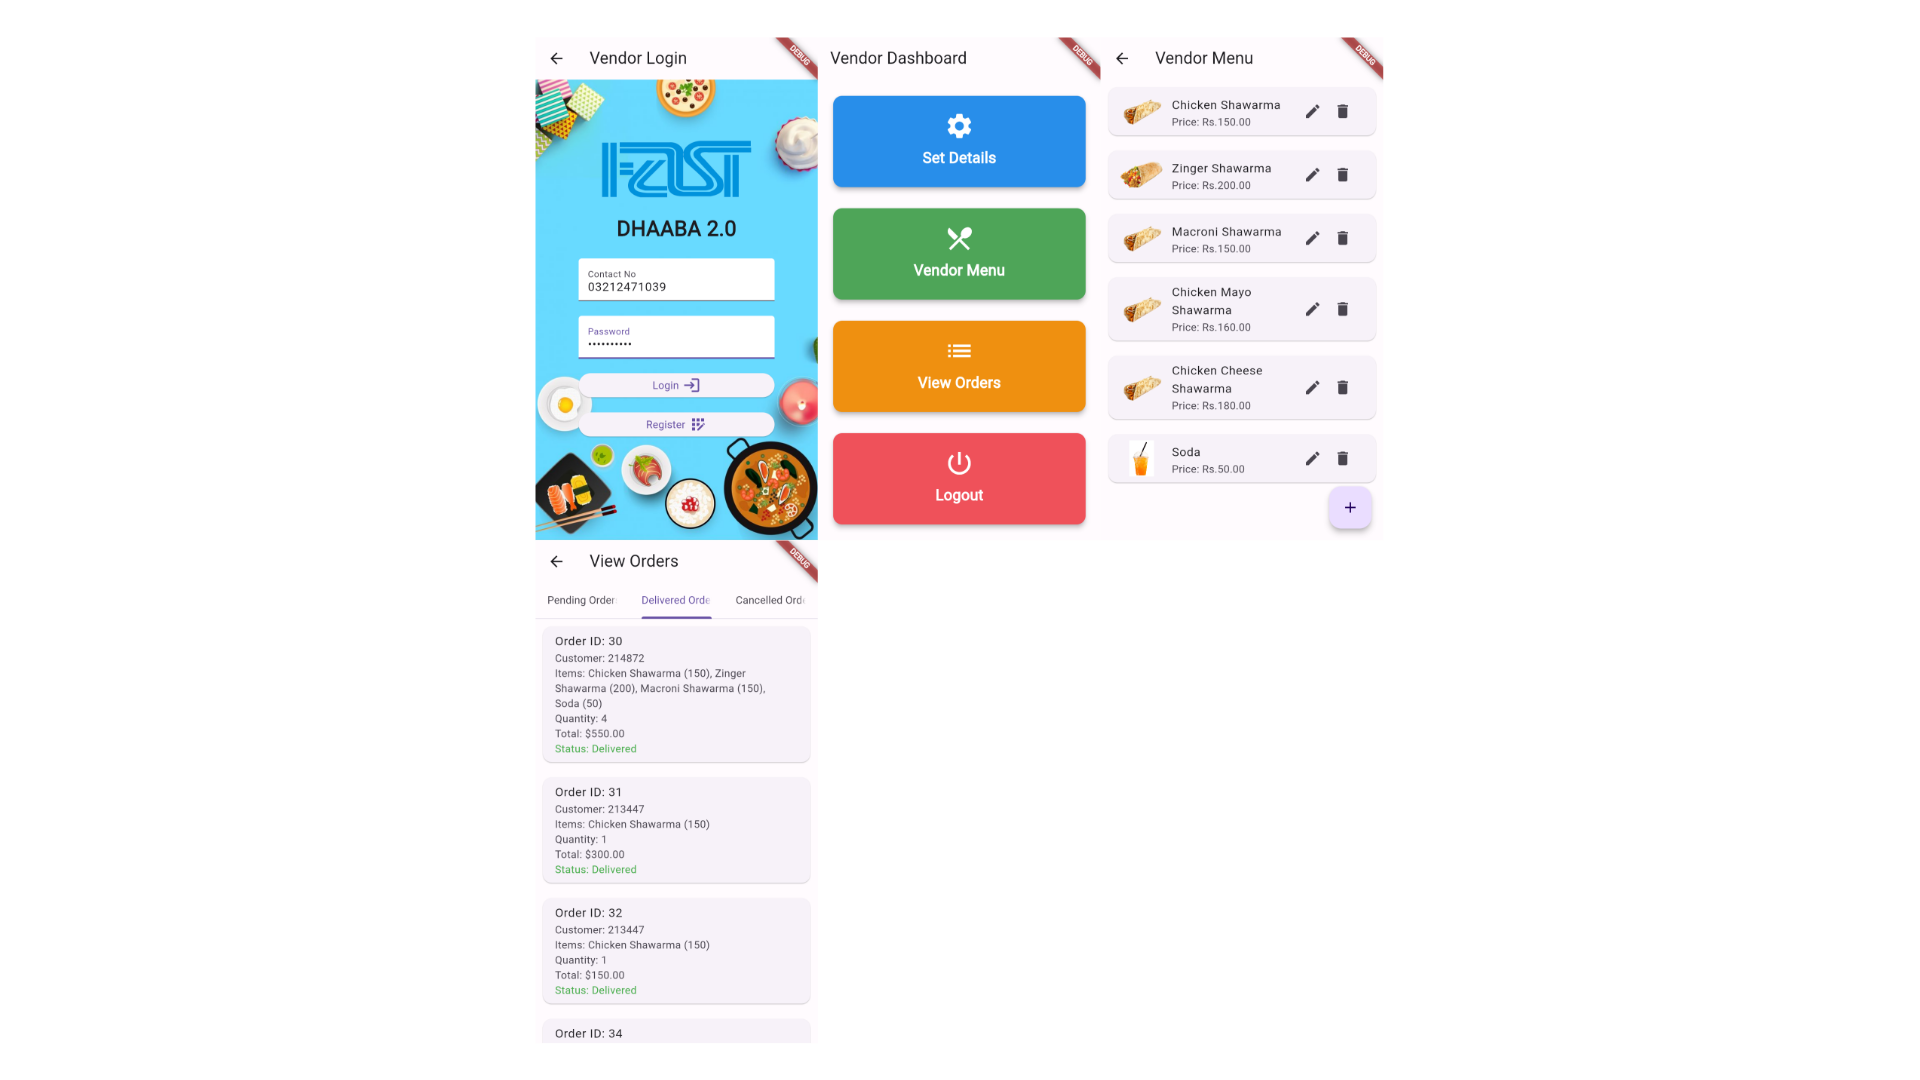 Vendor Login
DEBUG
FAST
DHAABA 2.0
Contact No
03212471039
Password
••••••••••
Login
Register
Vendor Dashboard
DEBUG
Set Details
Vendor Menu
View Orders
Logout
Vendor Menu
DEBUG
Chicken Shawarma
Price: Rs.150.00
Zinger Shawarma
Price: Rs.200.00
Macroni Shawarma
Price: Rs.150.00
Chicken Mayo
Shawarma
Price: Rs.160.00
Chicken Cheese
Shawarma
Price: Rs.180.00
Soda
Price: Rs.50.00
+
View Orders
DEBUG
Pending Order Delivered Orde Cancelled Orde
Order ID: 30
Customer: 214872
Items: Chicken Shawarma (150), Zinger
Shawarma (200), Macroni Shawarma (150),
Soda (50)
Quantity: 4
Total: $550.00
Status: Delivered
Order ID: 31
Customer: 213447
Items: Chicken Shawarma (150)
Quantity: 1
Total: $300.00
Status: Delivered
Order ID: 32
Customer: 213447
Items: Chicken Shawarma (150)
Quantity: 1
Total: $150.00
Status: Delivered
Order ID: 34